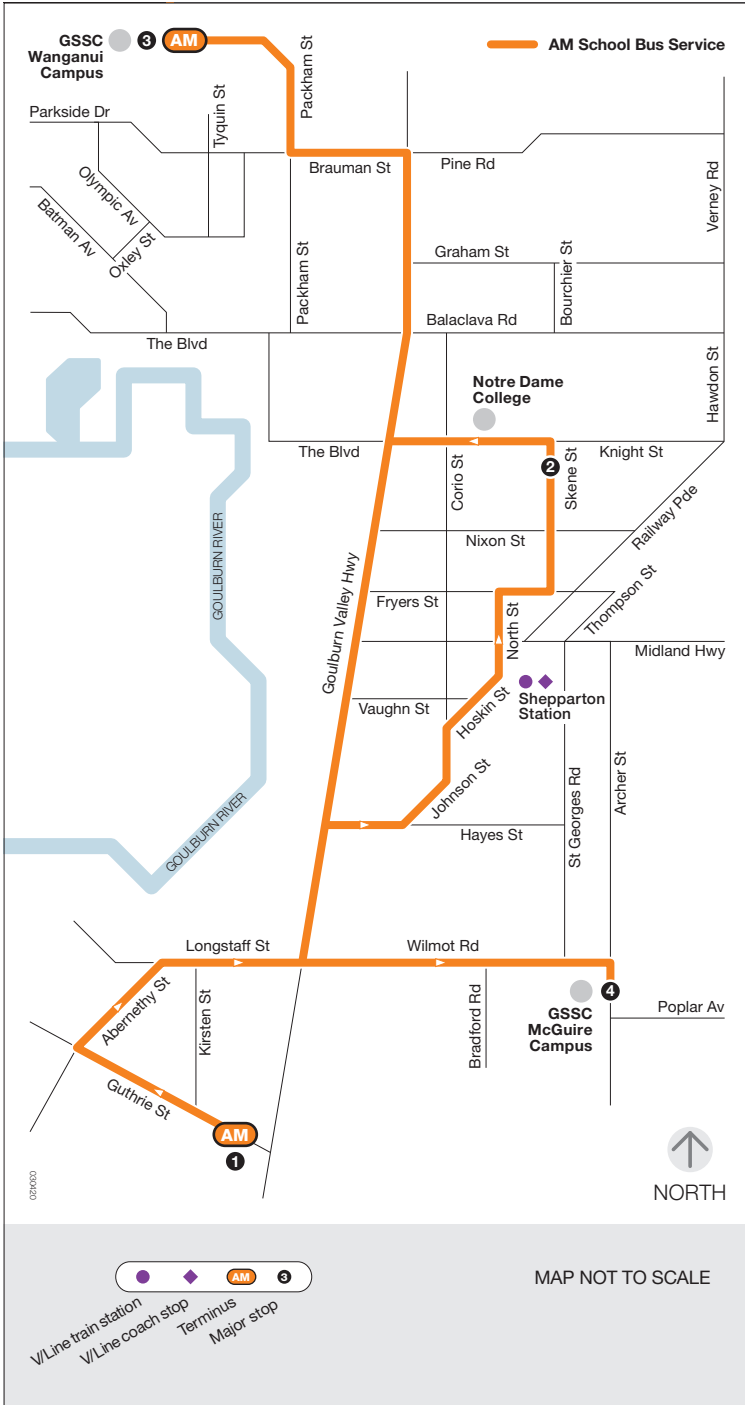 GSSC
Wanganui
Campus
3
AM
AM School Bus Service
Packham St
Parkside Dr
Tyquin St
Brauman St
Pine Rd
Verney Rd
Olympic Av
Batman Av
Oxley St
Packham St
Graham St
Bourchier St
Balaclava Rd
The Blvd
Hawdon St
Notre Dame
College
The Blvd
Corio St
2
Skene St
Knight St
Railway Pde
Nixon St
GOULBURN RIVER
Goulburn Valley Hwy
Fryers St
North St
Thompson St
Midland Hwy
Shepparton
Station
Vaughn St
Hoskin St
Archer St
St Georges Rd
Johnson St
GOULBURN RIVER
Hayes St
Longstaff St
Wilmot Rd
Abernethy St
Kirsten St
Bradford Rd
GSSC
McGuire
Campus
4
Poplar Av
Guthrie St
AM
1
030420
NORTH
AM
3
V/Line train station
V/Line coach stop
Terminus
Major stop
MAP NOT TO SCALE